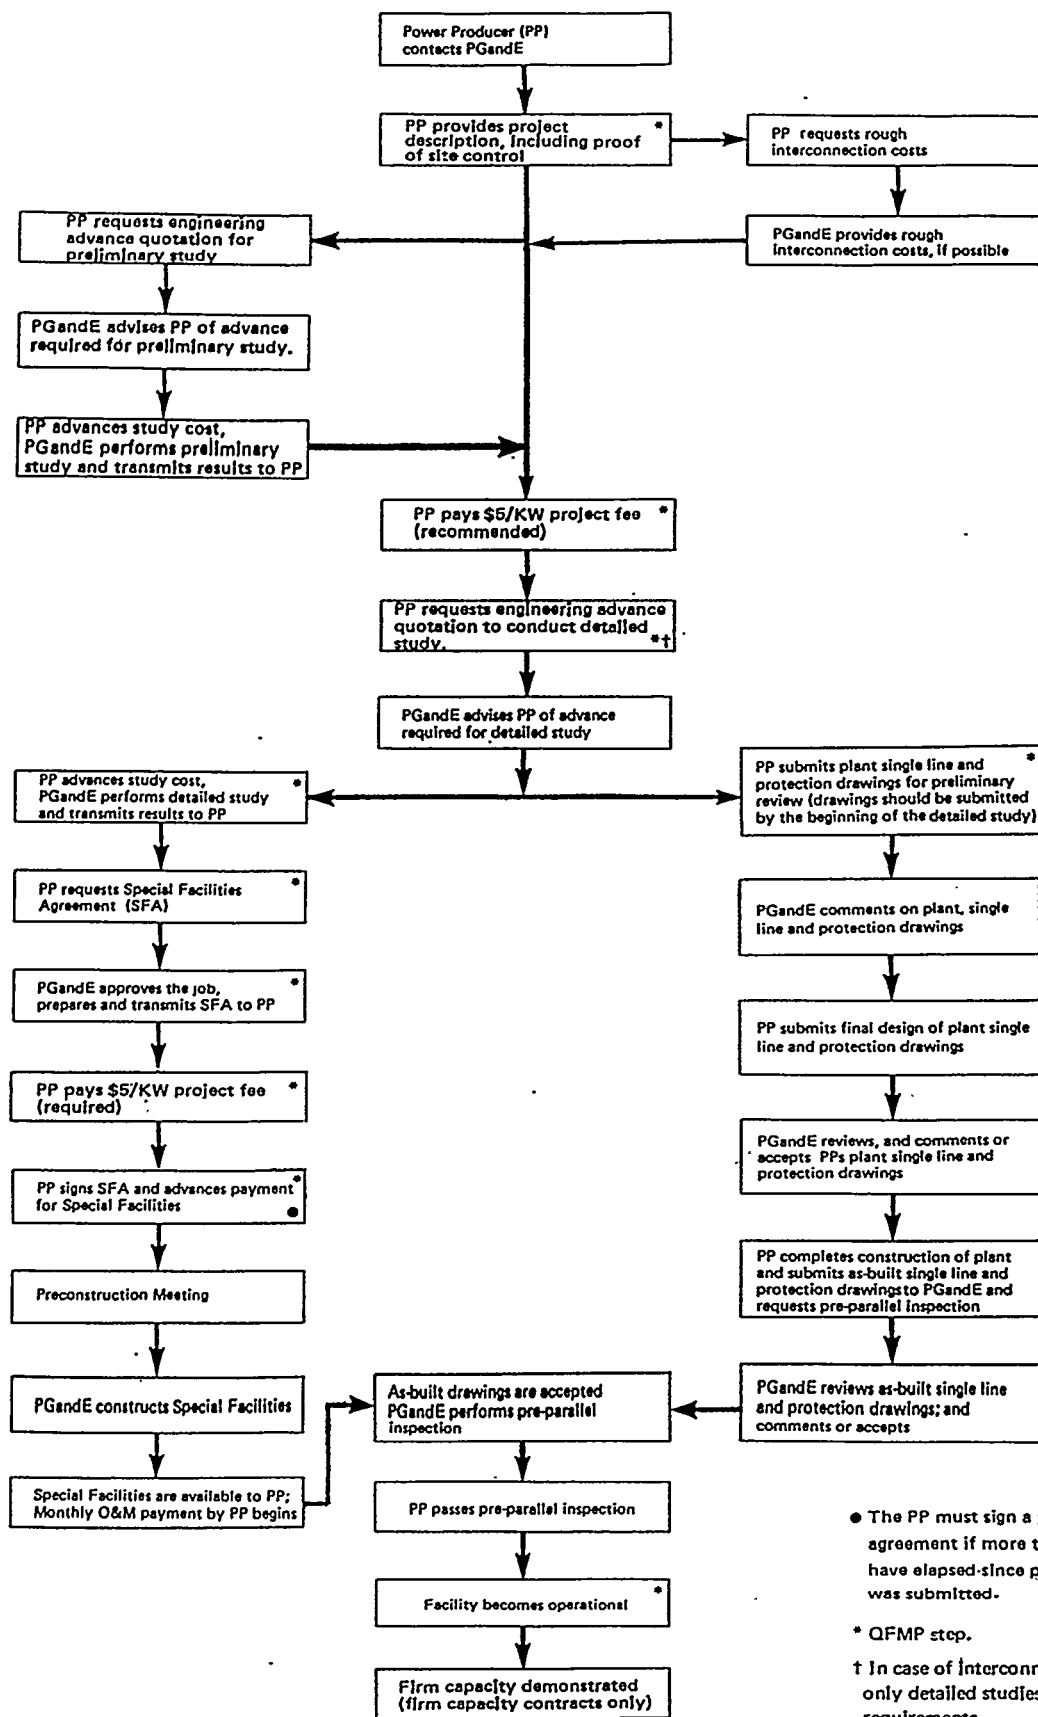 Power Producer (PP)
contacts PGandE
PP provides project *
description, including proof
of site control
PP requests rough
interconnection costs
PP requests engineering
advance quotation for
preliminary study
PGandE provides rough
interconnection costs, if possible
PGandE advises PP of advance
required for preliminary study.
PP advances study cost,
PGandE performs preliminary
study and transmits results to PP
PP pays $5/KW project fee *
(recommended)
PP requests engineering advance
quotation to conduct detailed
study. *†
PGandE advises PP of advance
required for detailed study
PP advances study cost, *
PGandE performs detailed study
and transmits results to PP
PP requests Special Facilities *
Agreement (SFA)
PGandE approves the job, *
prepares and transmits SFA to PP
PP pays $5/KW project fee *
(required)
PP signs SFA and advances payment *
for Special Facilities ●
Preconstruction Meeting
PGandE constructs Special Facilities
Special Facilities are available to PP;
Monthly O&M payment by PP begins
PP submits plant single line and *
protection drawings for preliminary
review (drawings should be submitted
by the beginning of the detailed study)
PGandE comments on plant, single
line and protection drawings
PP submits final design of plant single
line and protection drawings
PGandE reviews, and comments or
accepts PPs plant single line and
protection drawings
PP completes construction of plant
and submits as-built single line and
protection drawings to PGandE and
requests pre-parallel inspection
PGandE reviews as-built single line
and protection drawings; and
comments or accepts
As-built drawings are accepted
PGandE performs pre-parallel
inspection
PP passes pre-parallel inspection
Facility becomes operational *
Firm capacity demonstrated
(firm capacity contracts only)
● The PP must sign a
agreement if more t
have elapsed-since p
was submitted.
* QFMP step.
† In case of interconn
only detailed studies
requirements